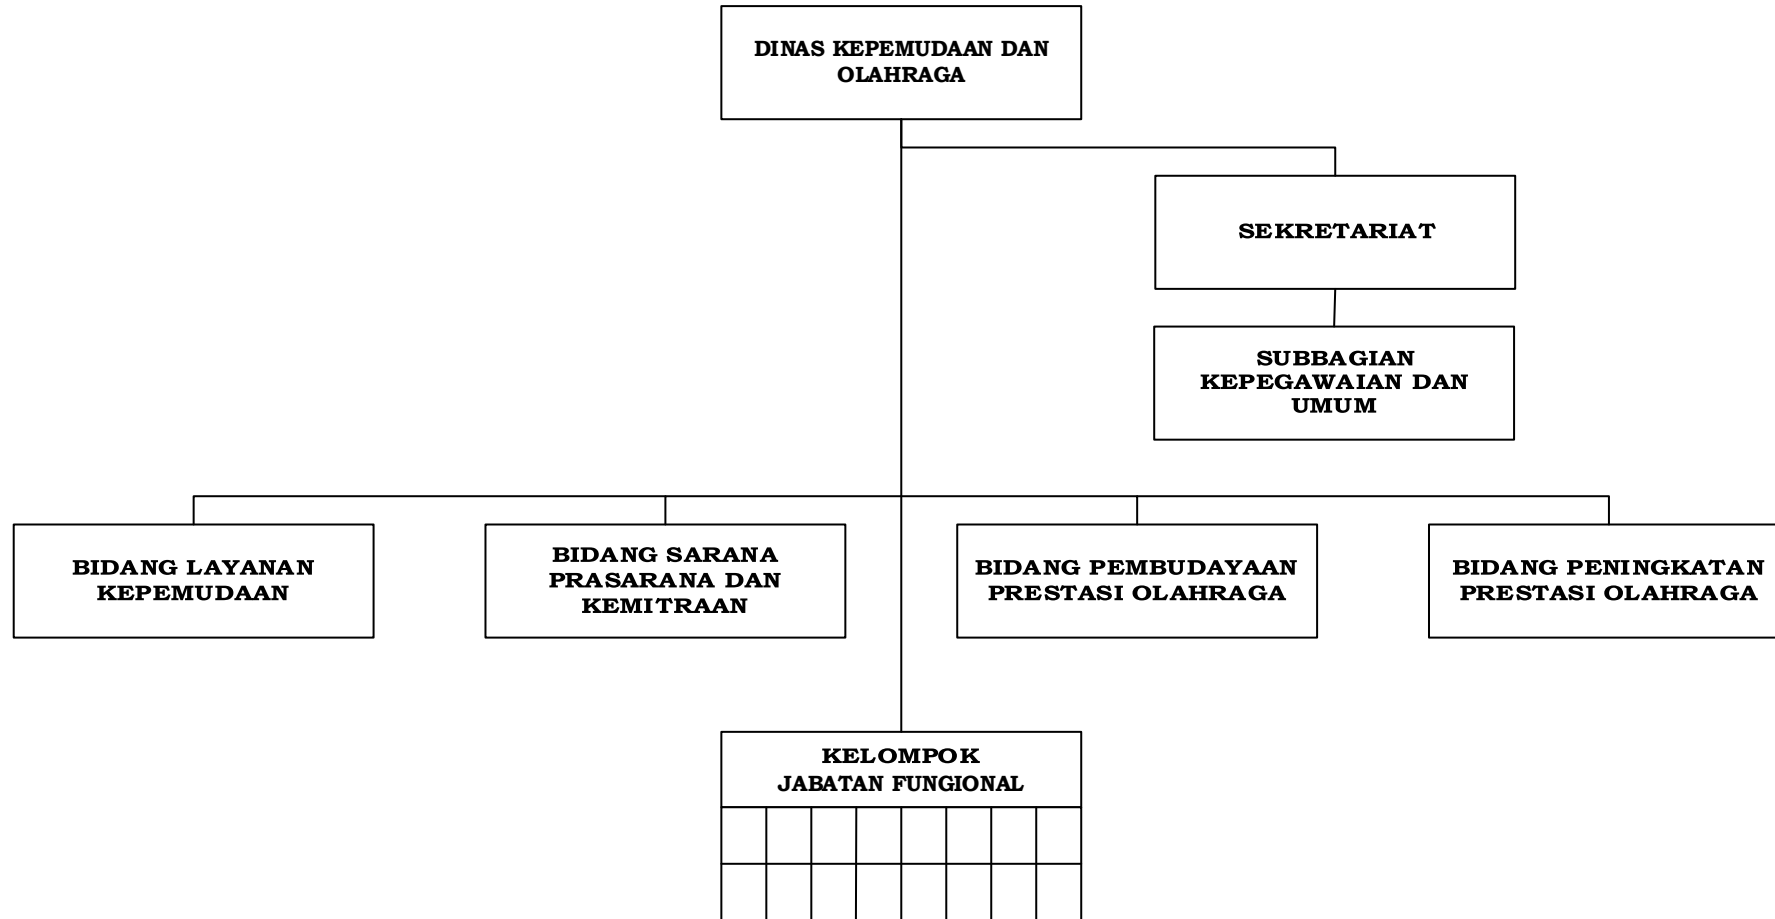 DINAS KEPEMUDAAN DAN
OLAHRAGA
SEKRETARIAT
SUBBAGIAN
KEPEGAWAIAN DAN
UMUM
BIDANG LAYANAN
KEPEMUDAAN
BIDANG SARANA
PRASARANA DAN
KEMITRAAN
BIDANG PEMBUDAYAAN
PRESTASI OLAHRAGA
BIDANG PENINGKATAN
PRESTASI OLAHRAGA
KELOMPOK
JABATAN FUNGIONAL